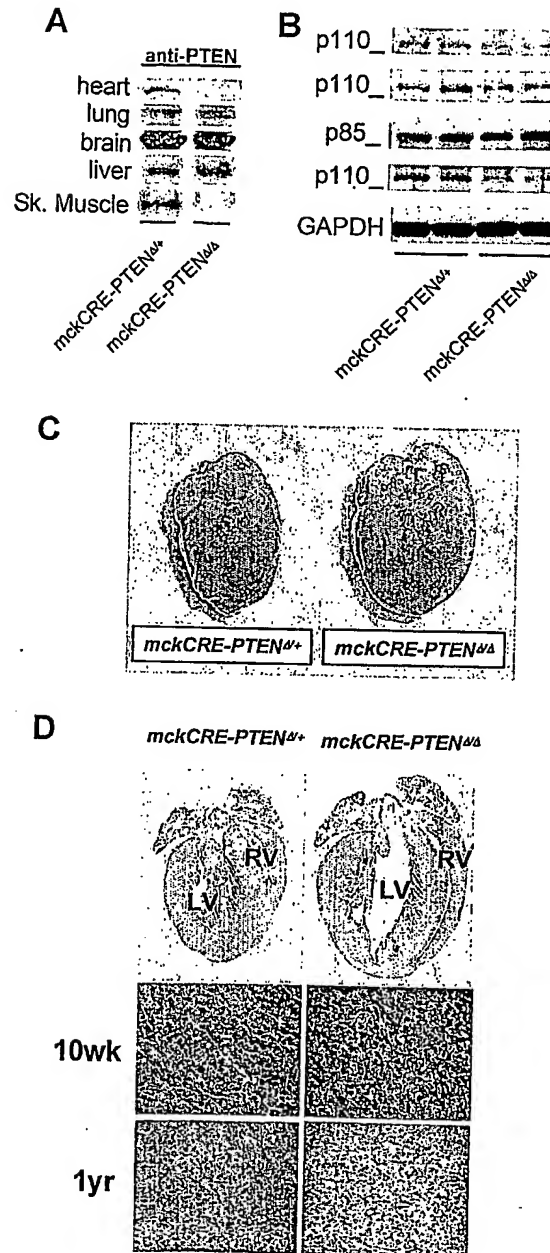 A
anti-PTEN
heart
lung
brain
liver
Sk. Muscle
mckCRE-PTENΔ/+
mckCRE-PTENΔ/Δ
B
p110_
p110_
p85_
p110_
GAPDH
mckCRE-PTENΔ/+
mckCRE-PTENΔ/Δ
C
mckCRE-PTENΔ/+
mckCRE-PTENΔ/Δ
D
mckCRE-PTENΔ/+ mckCRE-PTENΔ/Δ
RV
LV
RV
LV
10wk
1yr